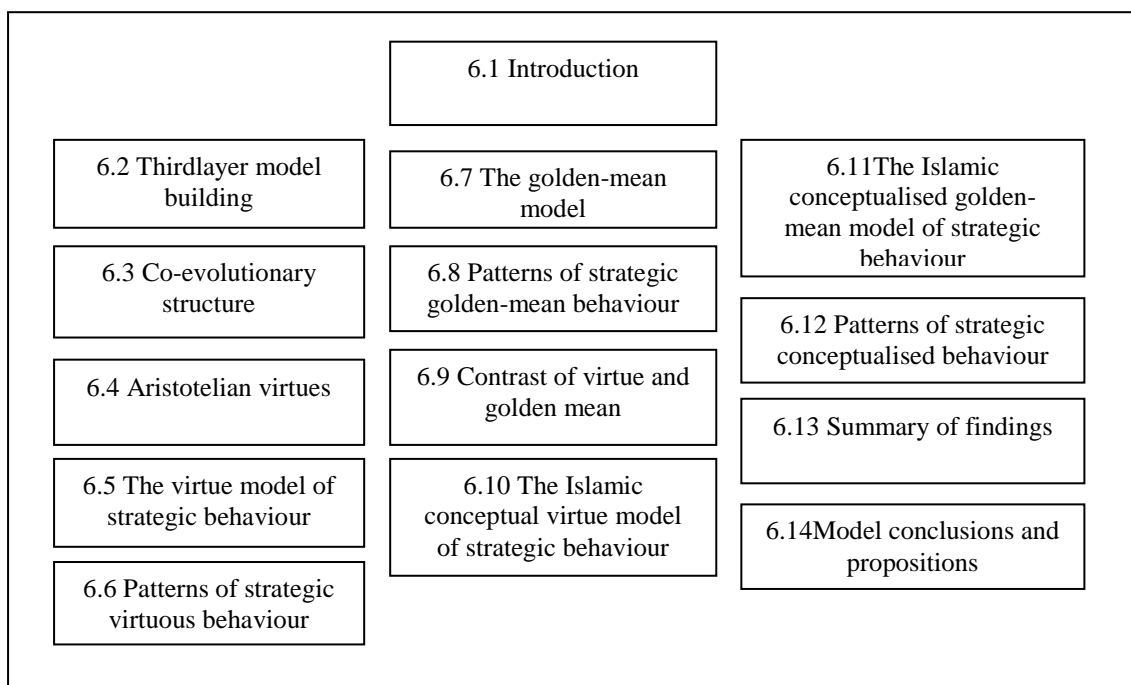 6.1 Introduction
6.2 Thirdlayer model
building
6.3 Co-evolutionary
structure
6.4 Aristotelian virtues
6.5 The virtue model of
strategic behaviour
6.6 Patterns of strategic
virtuous behaviour
6.7 The golden-mean
model
6.8 Patterns of strategic
golden-mean behaviour
6.9 Contrast of virtue and
golden mean
6.10 The Islamic
conceptual virtue model
of strategic behaviour
6.11The Islamic
conceptualised golden-
mean model of strategic
behaviour
6.12 Patterns of strategic
conceptualised behaviour
6.13 Summary of findings
6.14Model conclusions and
propositions